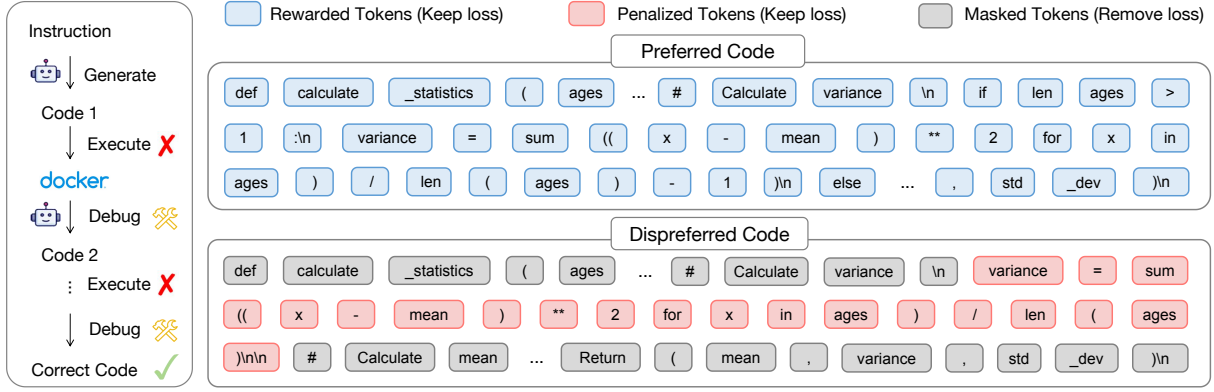 Instruction
Generate
Code 1
Execute
docker
Debug
Code 2
Execute
Debug
Correct Code
Rewarded Tokens (Keep loss) Penalized Tokens (Keep loss) Masked Tokens (Remove loss)
Preferred Code
def calculate _statistics ( ages ... # Calculate variance \n if len ages >
1 :\n variance = sum (( x - mean ) ** 2 for x in
ages ) / len ( ages ) - 1 )\n else ... , std _dev )\n
Dispreferred Code
def calculate _statistics ( ages ... # Calculate variance \n variance = sum
(( x - mean ) ** 2 for x in ages ) / len ( ages
)\n\n # Calculate mean ... Return ( mean , variance , std _dev )\n